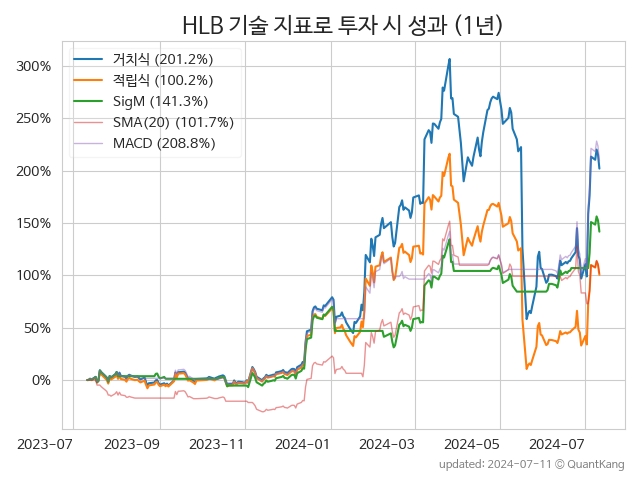 HLB 기술 지표로 투자 시 성과 (1년)
거치식 (201.2%)
적립식 (100.2%)
SigM (141.3%)
SMA(20) (101.7%)
MACD (208.8%)
300%
250%
200%
150%
100%
50%
0%
2023-07 2023-09 2023-11 2024-01 2024-03 2024-05 2024-07
updated: 2024-07-11 © QuantKang